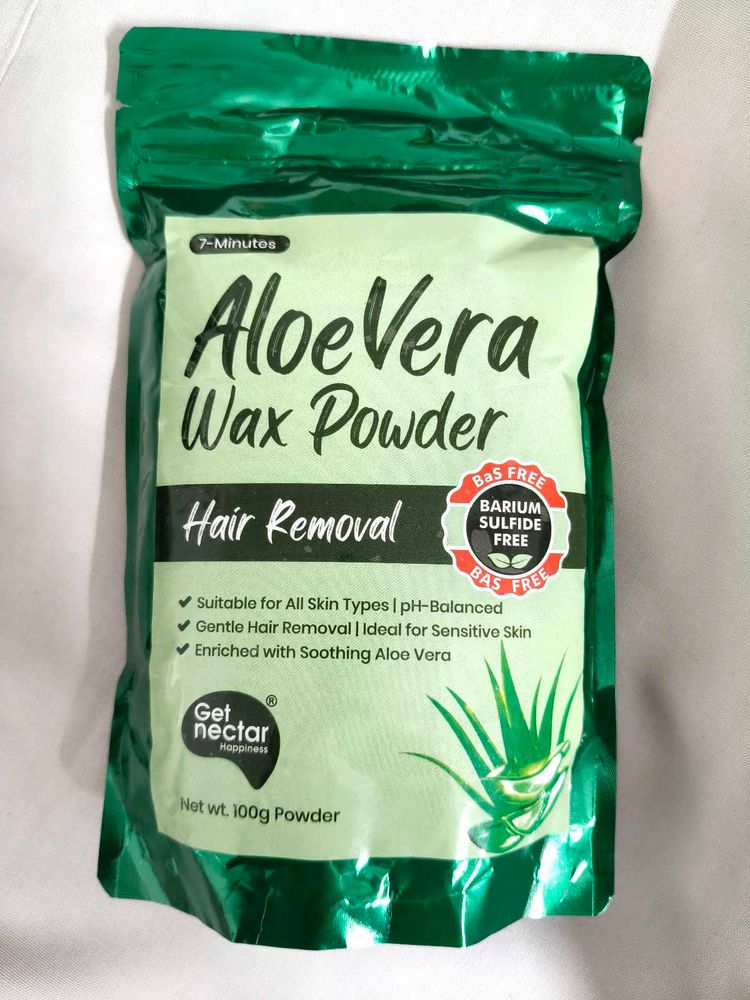 7-Minutes
AloeVera
Wax Powder
Hair Removal
BaS FREE
BARIUM
SULFIDE
FREE
BAS FREE
✔ Suitable for All Skin Types | pH-Balanced
✔ Gentle Hair Removal | Ideal for Sensitive Skin
✔ Enriched with Soothing Aloe Vera
Get ®
nectar
Happiness
Net wt. 100g Powder